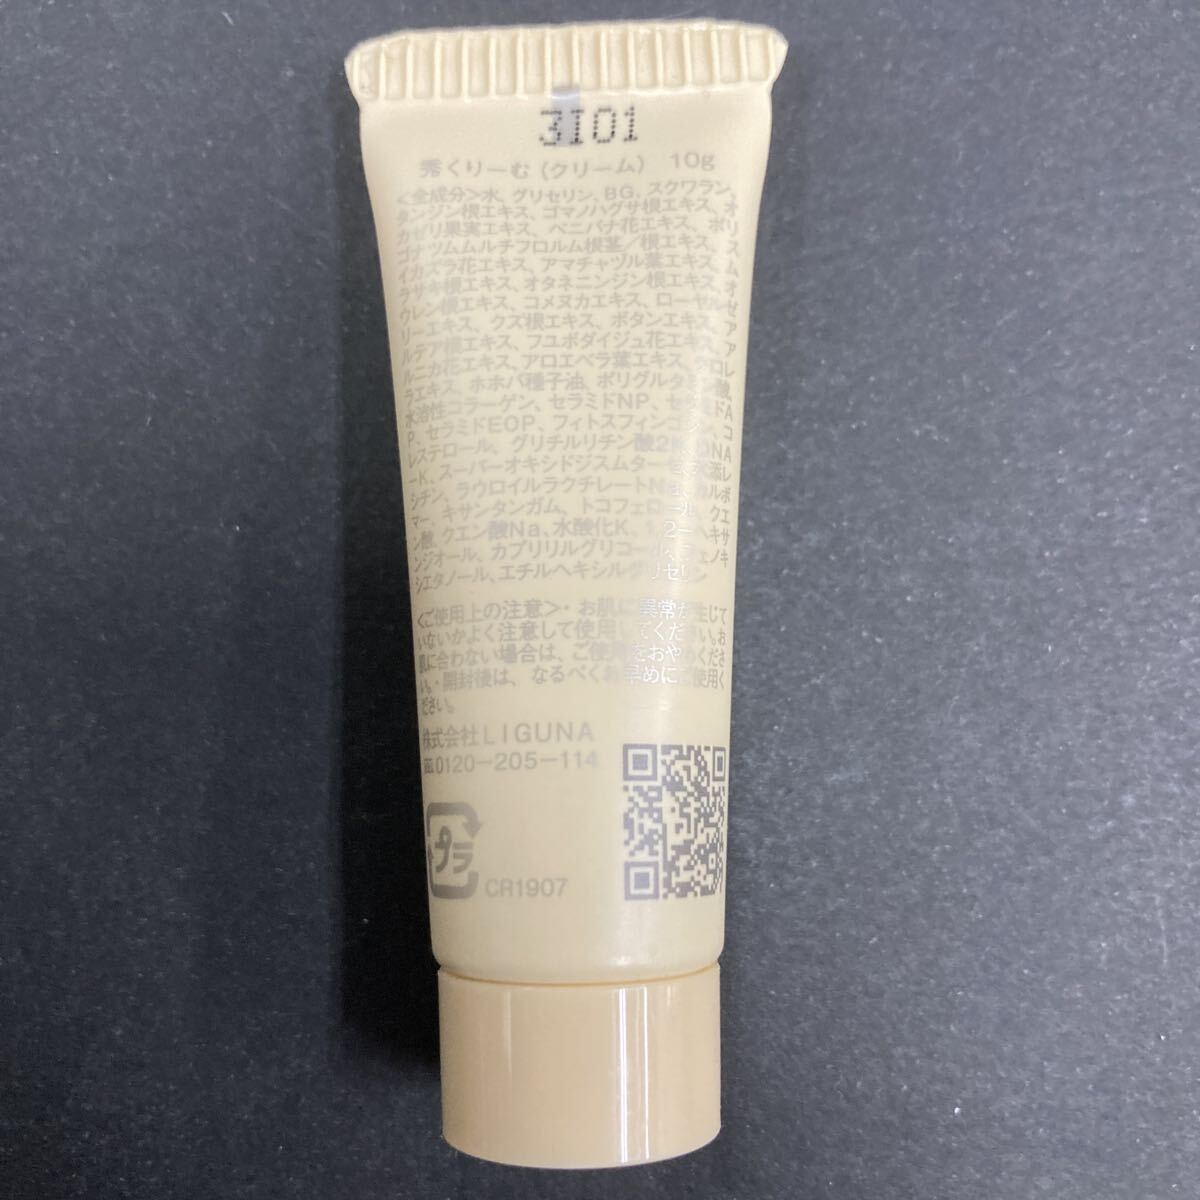 3I01
秀くりーむ (クリーム) 10g
<全成分>水、グリセリン、BG、スクワラン、オ
タンジン根エキス、ゴマノハグサ根エキス、
カゼリ果実エキス、ベニバナ花エキス、ポリ
ゴナツムムルチフロルム根茎/根エキス、ス
イカズラ花エキス、アマチャヅル葉エキス、ム
ラサキ根エキス、オタネニンジン根エキス、オ
ウレン根エキス、コメヌカエキス、ローヤルゼ
リーエキス、クズ根エキス、ボタンエキス、ア
ルテア根エキス、フユボダイジュ花エキス、ア
ルニカ花エキス、アロエベラ葉エキス、クロレ
ラエキス、ホホバ種子油、ポリグルタミン酸、
水溶性コラーゲン、セラミドNP、セラミドA
P、セラミドEOP、フィトスフィンゴシン、コ
レステロール、グリチルリチン酸2K、DNA
ーK、スーパーオキシドジスムターゼ、水添レ
シチン、ラウロイルラクチレートNa、カルボ
マー、キサンタンガム、トコフェロール、クエ
ン酸、クエン酸Na、水酸化K、1,2ーヘキサ
ンジオール、カプリリルグリコール、フェノキ
シエタノール、エチルヘキシルグリセリン
<ご使用上の注意>・お肌に異常が生じて
いないかよく注意して使用してください。お
肌に合わない場合は、ご使用をおやめくださ
い。・開封後は、なるべくお早めにご使用く
ださい。
株式会社LIGUNA
0120-205-114
プラ
CR1907